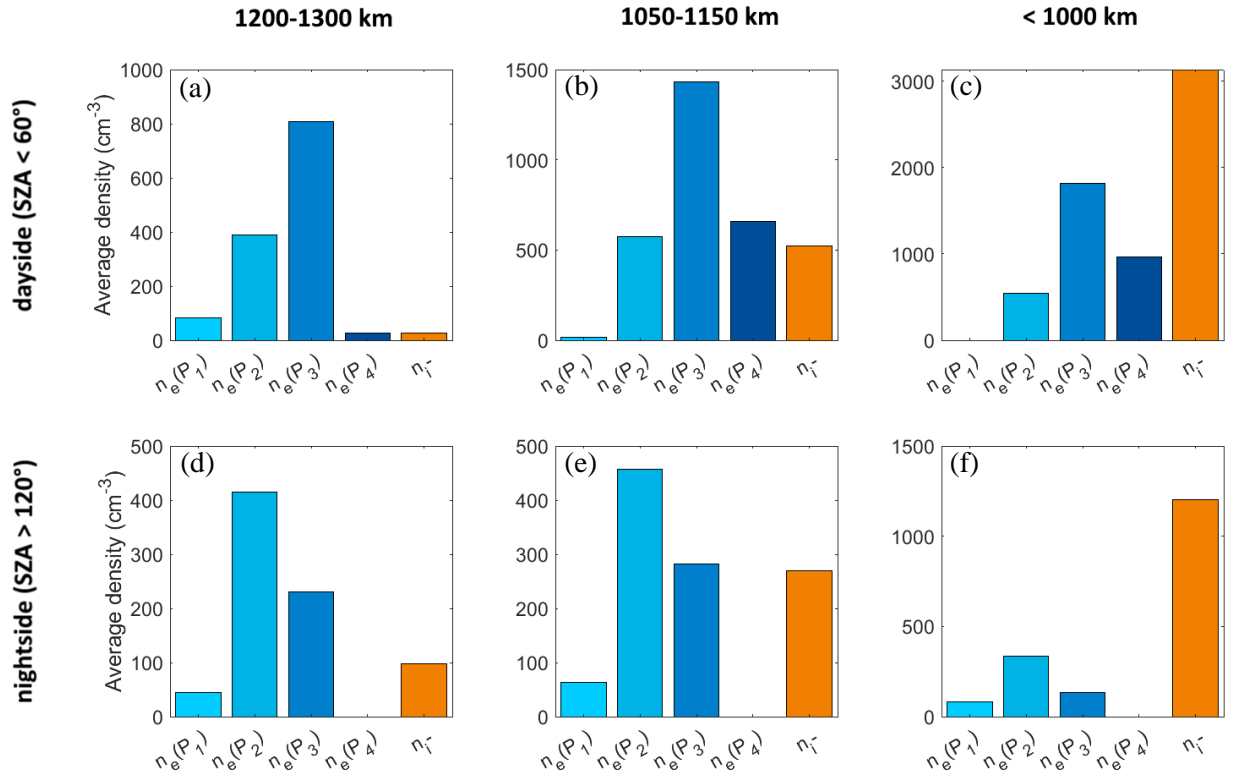 1200-1300 km
1050-1150 km
< 1000 km
dayside (SZA < 60°)
Average density (cm-3)
(a)
1000
800
600
400
200
0
ne(P1)
ne(P2)
ne(P3)
ne(P4)
ni-
(b)
1500
1000
500
0
ne(P1)
ne(P2)
ne(P3)
ne(P4)
ni-
(c)
3000
2000
1000
0
ne(P1)
ne(P2)
ne(P3)
ne(P4)
ni-
nightside (SZA > 120°)
Average density (cm-3)
(d)
500
400
300
200
100
0
ne(P1)
ne(P2)
ne(P3)
ne(P4)
ni-
(e)
500
400
300
200
100
0
ne(P1)
ne(P2)
ne(P3)
ne(P4)
ni-
(f)
1500
1000
500
0
ne(P1)
ne(P2)
ne(P3)
ne(P4)
ni-